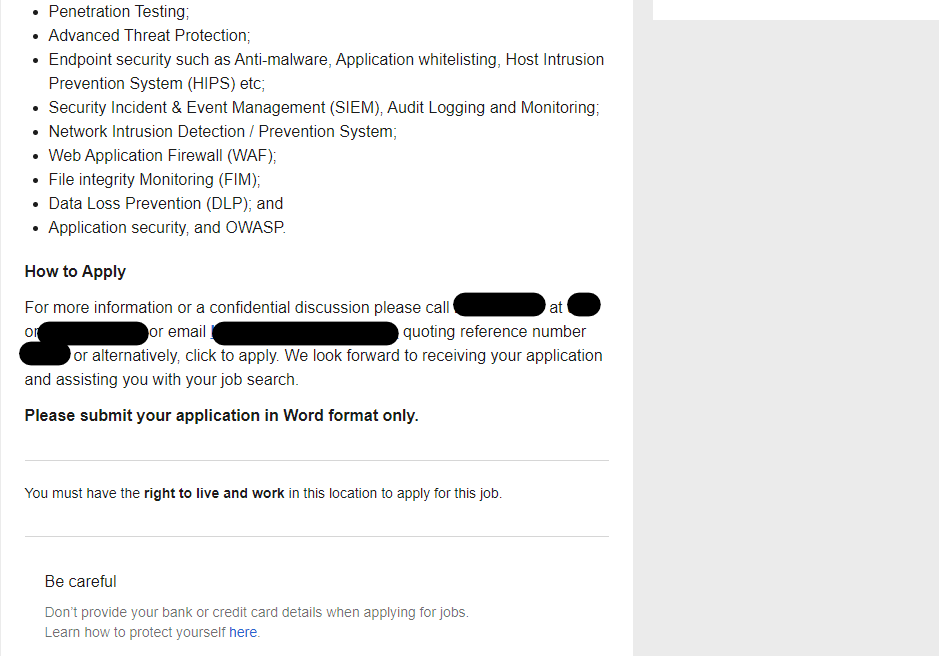 Penetration Testing;
Advanced Threat Protection;
Endpoint security such as Anti-malware, Application whitelisting, Host Intrusion
Prevention System (HIPS) etc;
Security Incident & Event Management (SIEM), Audit Logging and Monitoring;
Network Intrusion Detection / Prevention System;
Web Application Firewall (WAF);
File integrity Monitoring (FIM);
Data Loss Prevention (DLP); and
Application security, and OWASP.
How to Apply
For more information or a confidential discussion please call at
or or email quoting reference number
or alternatively, click to apply. We look forward to receiving your application
and assisting you with your job search.
Please submit your application in Word format only.
You must have the right to live and work in this location to apply for this job.
Be careful
Don’t provide your bank or credit card details when applying for jobs.
Learn how to protect yourself here.